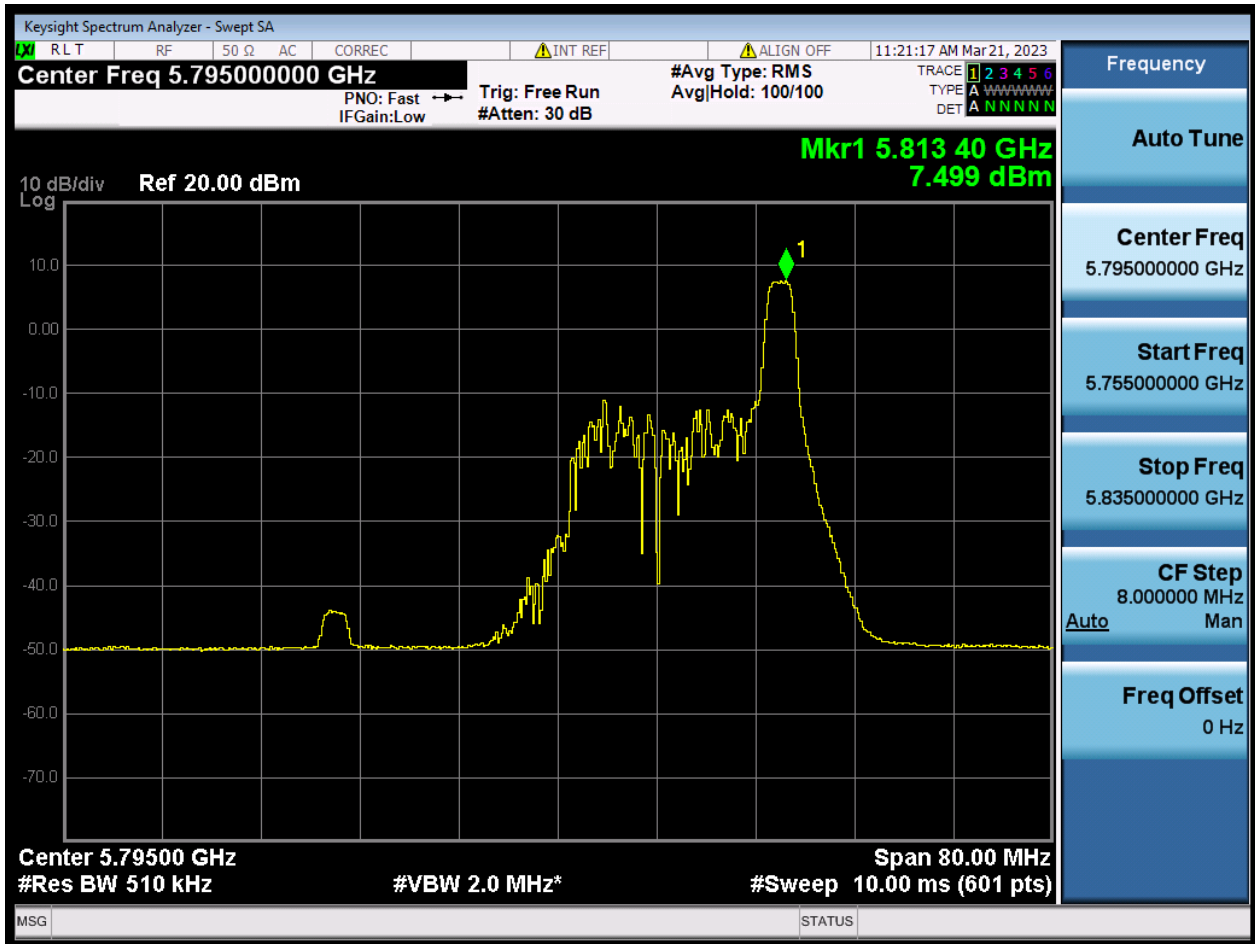 Keysight Spectrum Analyzer - Swept SA
LXI RLT RF 50 Ω AC CORREC INT REF ALIGN OFF 11:21:17 AM Mar 21, 2023
Center Freq 5.795000000 GHz
PNO: Fast
IFGain:Low
Trig: Free Run
#Atten: 30 dB
#Avg Type: RMS
Avg|Hold: 100/100
TRACE 1 2 3 4 5 6
TYPE A WWWWW
DET A N N N N N
Mkr1 5.813 40 GHz
7.499 dBm
10 dB/div Ref 20.00 dBm
Log
1
10.0
0.00
-10.0
-20.0
-30.0
-40.0
-50.0
-60.0
-70.0
Center 5.79500 GHz Span 80.00 MHz
#Res BW 510 kHz #VBW 2.0 MHz* #Sweep 10.00 ms (601 pts)
MSG STATUS
Frequency
Auto Tune
Center Freq
5.795000000 GHz
Start Freq
5.755000000 GHz
Stop Freq
5.835000000 GHz
CF Step
8.000000 MHz
Auto Man
Freq Offset
0 Hz